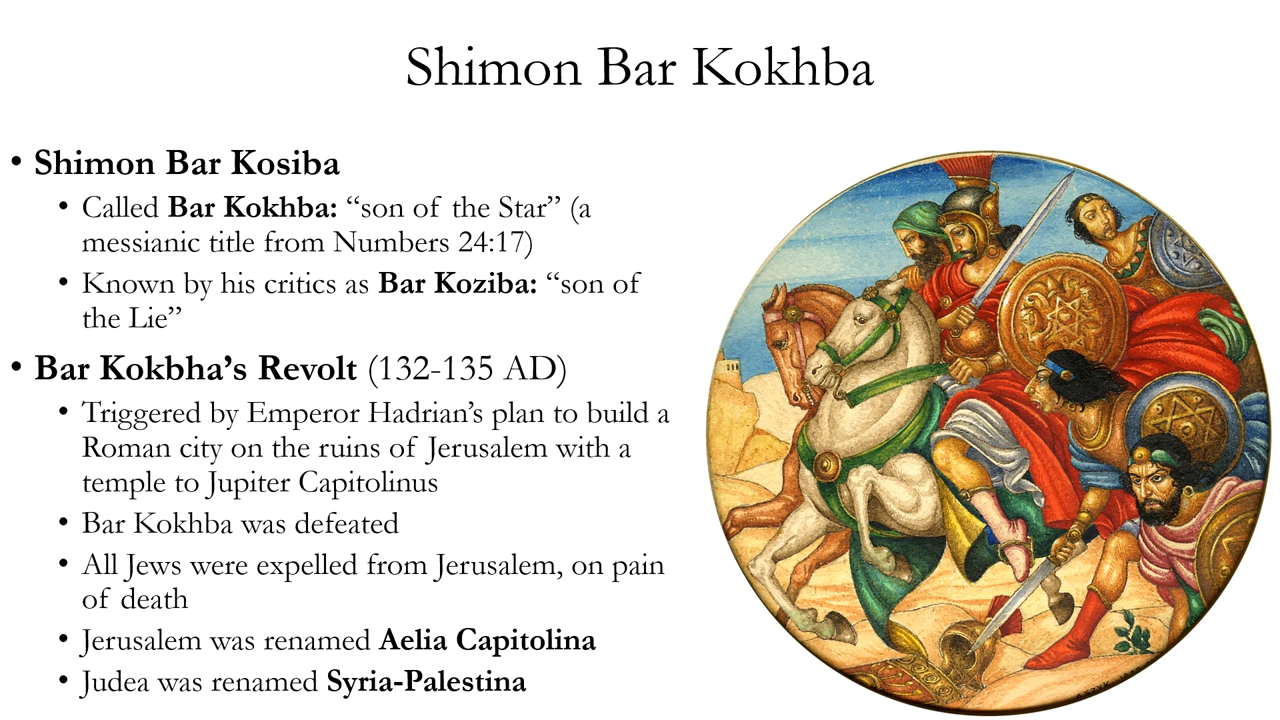 Shimon Bar Kokhba
• Shimon Bar Kosiba
• Called Bar Kokhba: “son of the Star” (a
messianic title from Numbers 24:17)
• Known by his critics as Bar Koziba: “son of
the Lie”
• Bar Kokbha’s Revolt (132-135 AD)
• Triggered by Emperor Hadrian’s plan to build a
Roman city on the ruins of Jerusalem with a
temple to Jupiter Capitolinus
• Bar Kokhba was defeated
• All Jews were expelled from Jerusalem, on pain
of death
• Jerusalem was renamed Aelia Capitolina
• Judea was renamed Syria-Palestina